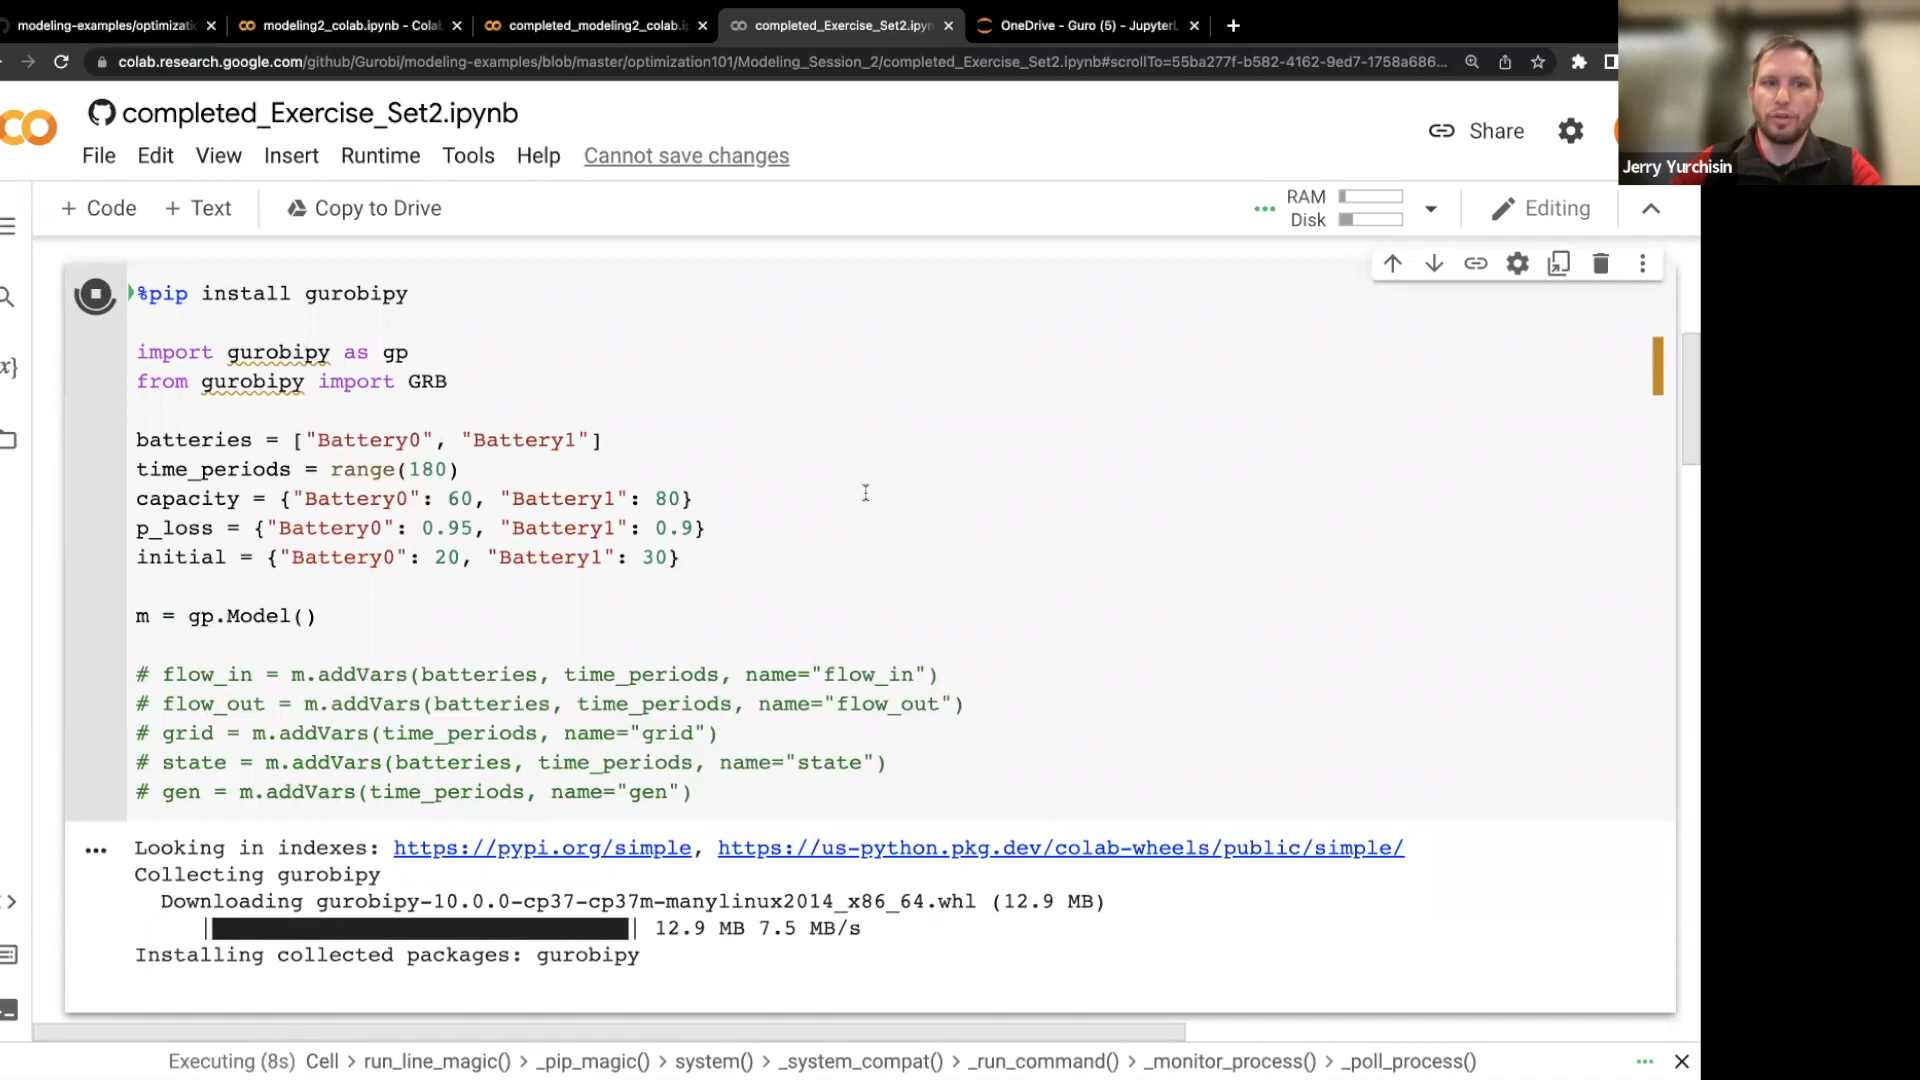 modeling-examples/optimizati
modeling2_colab.ipynb - Cola
completed_modeling2_colab.i
completed_Exercise_Set2.ipyn
OneDrive - Guro (5) - JupyterL
colab.research.google.com/github/Gurobi/modeling-examples/blob/master/optimization101/Modeling_Session_2/completed_Exercise_Set2.ipynb#scrollTo=55ba277f-b582-4162-9ed7-1758a686...
completed_Exercise_Set2.ipynb
File Edit View Insert Runtime Tools Help Cannot save changes
Share
Jerry Yurchisin
+ Code + Text Copy to Drive
RAM
Disk
Editing
%pip install gurobipy
import gurobipy as gp
from gurobipy import GRB
batteries = ["Battery0", "Battery1"]
time_periods = range(180)
capacity = {"Battery0": 60, "Battery1": 80}
p_loss = {"Battery0": 0.95, "Battery1": 0.9}
initial = {"Battery0": 20, "Battery1": 30}
m = gp.Model()
# flow_in = m.addVars(batteries, time_periods, name="flow_in")
# flow_out = m.addVars(batteries, time_periods, name="flow_out")
# grid = m.addVars(time_periods, name="grid")
# state = m.addVars(batteries, time_periods, name="state")
# gen = m.addVars(time_periods, name="gen")
Looking in indexes: https://pypi.org/simple, https://us-python.pkg.dev/colab-wheels/public/simple/
Collecting gurobipy
Downloading gurobipy-10.0.0-cp37-cp37m-manylinux2014_x86_64.whl (12.9 MB)
12.9 MB 7.5 MB/s
Installing collected packages: gurobipy
Executing (8s) Cell > run_line_magic() > _pip_magic() > system() > _system_compat() > _run_command() > _monitor_process() > _poll_process()